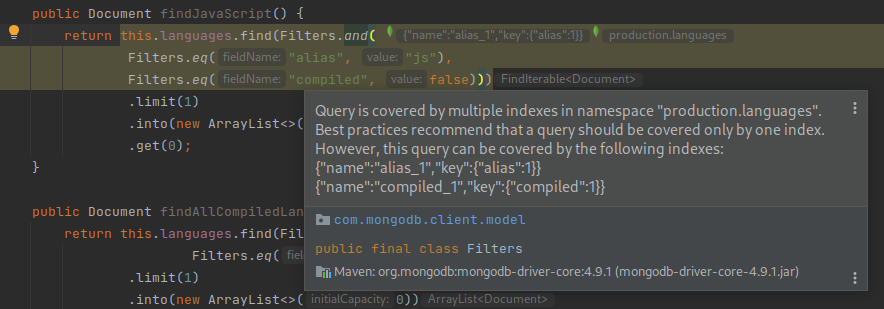 public Document findJavaScript() {
return this.languages.find(Filters.and( {"name":"alias_1","key":{"alias":1}} production.languages
Filters.eq( fieldName: "alias", value: "js"),
Filters.eq( fieldName: "compiled", value: false))) FindIterable<Document>
.limit(1)
.into(new ArrayList<>(
.get(0);
}
Query is covered by multiple indexes in namespace "production.languages".
Best practices recommend that a query should be covered only by one index.
However, this query can be covered by the following indexes:
{"name":"alias_1","key":{"alias":1}}
{"name":"compiled_1","key":{"compiled":1}}
com.mongodb.client.model
public final class Filters
Maven: org.mongodb:mongodb-driver-core:4.9.1 (mongodb-driver-core-4.9.1.jar)
public Document findAllCompiledLan
return this.languages.find(Fil
Filters.eq( fie
.limit(1)
.into(new ArrayList<>( initialCapacity: 0)) ArrayList<Document>